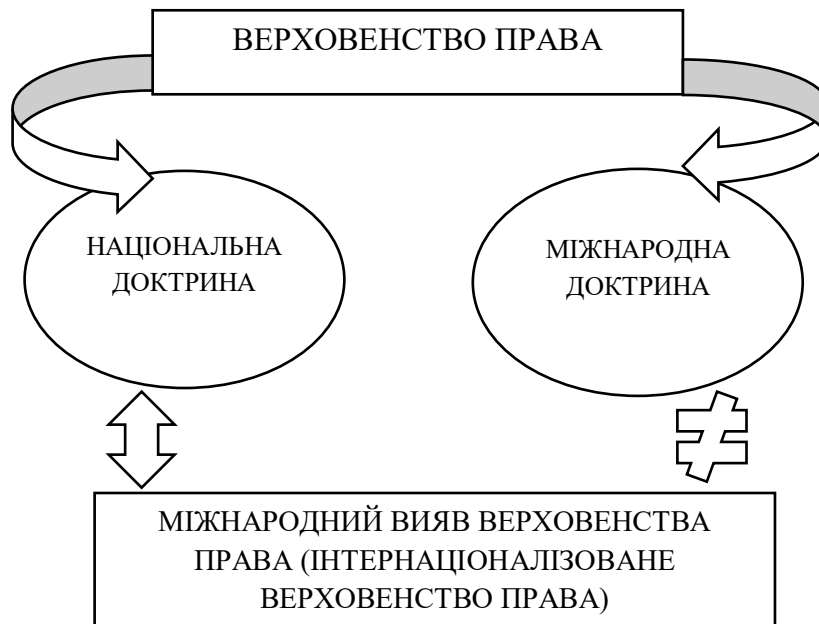 ВЕРХОВЕНСТВО ПРАВА
НАЦІОНАЛЬНА
ДОКТРИНА
МІЖНАРОДНА
ДОКТРИНА
≠
МІЖНАРОДНИЙ ВИЯВ ВЕРХОВЕНСТВА
ПРАВА (ІНТЕРНАЦІОНАЛІЗОВАНЕ
ВЕРХОВЕНСТВО ПРАВА)